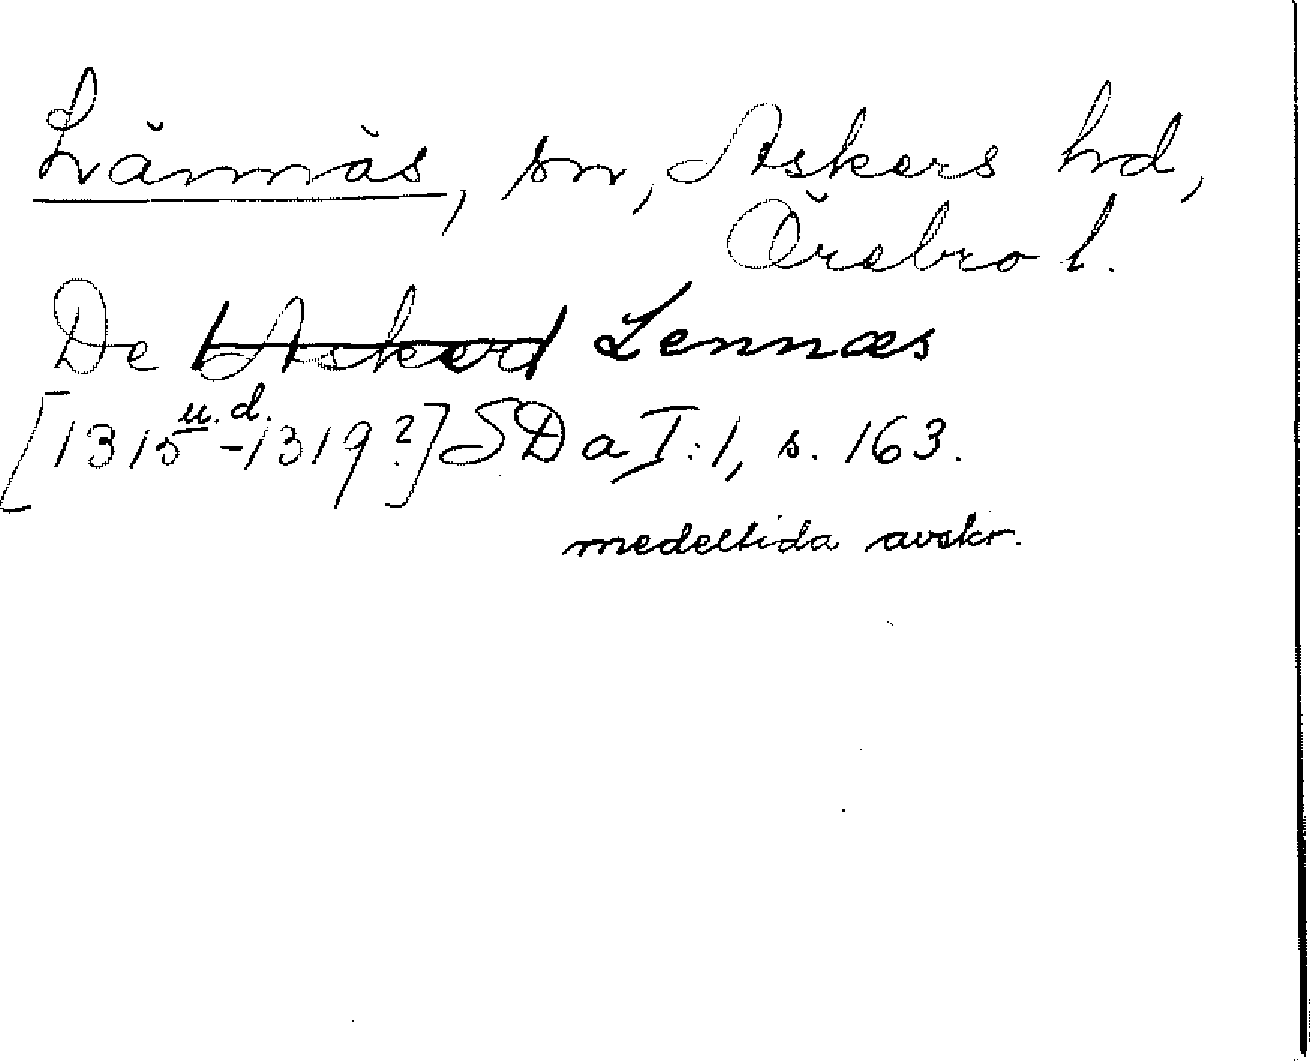 Lännäs, sn, Askers hd,
Örebro l.
De Askerd Lennæs
[1315 u.d. -1319?] SDa I:1, s. 163.
medeltida avskr.